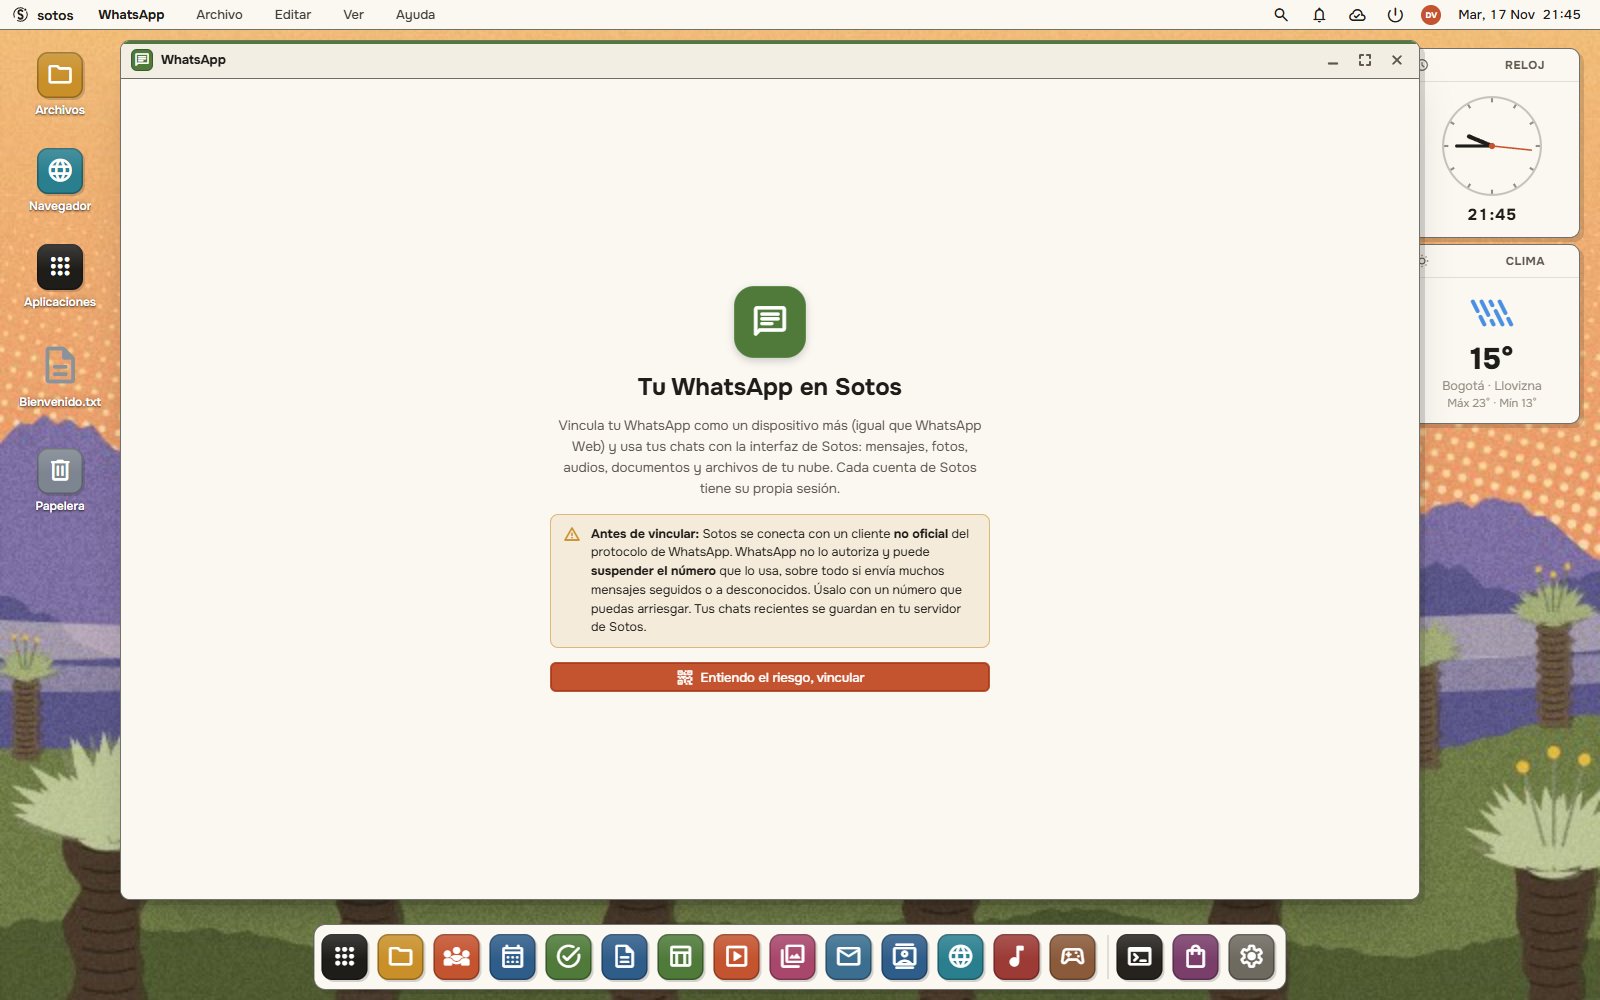 sotos WhatsApp Archivo Editar Ver Ayuda DV Mar, 17 Nov 21:45
WhatsApp
Archivos
Navegador
Aplicaciones
Bienvenido.txt
Papelera
Tu WhatsApp en Sotos
Vincula tu WhatsApp como un dispositivo más (igual que WhatsApp
Web) y usa tus chats con la interfaz de Sotos: mensajes, fotos,
audios, documentos y archivos de tu nube. Cada cuenta de Sotos
tiene su propia sesión.
Antes de vincular: Sotos se conecta con un cliente no oficial del
protocolo de WhatsApp. WhatsApp no lo autoriza y puede
suspender el número que lo usa, sobre todo si envía muchos
mensajes seguidos o a desconocidos. Úsalo con un número que
puedas arriesgar. Tus chats recientes se guardan en tu servidor
de Sotos.
Entiendo el riesgo, vincular
RELOJ
21:45
CLIMA
15°
Bogotá · Llovizna
Máx 23° · Mín 13°